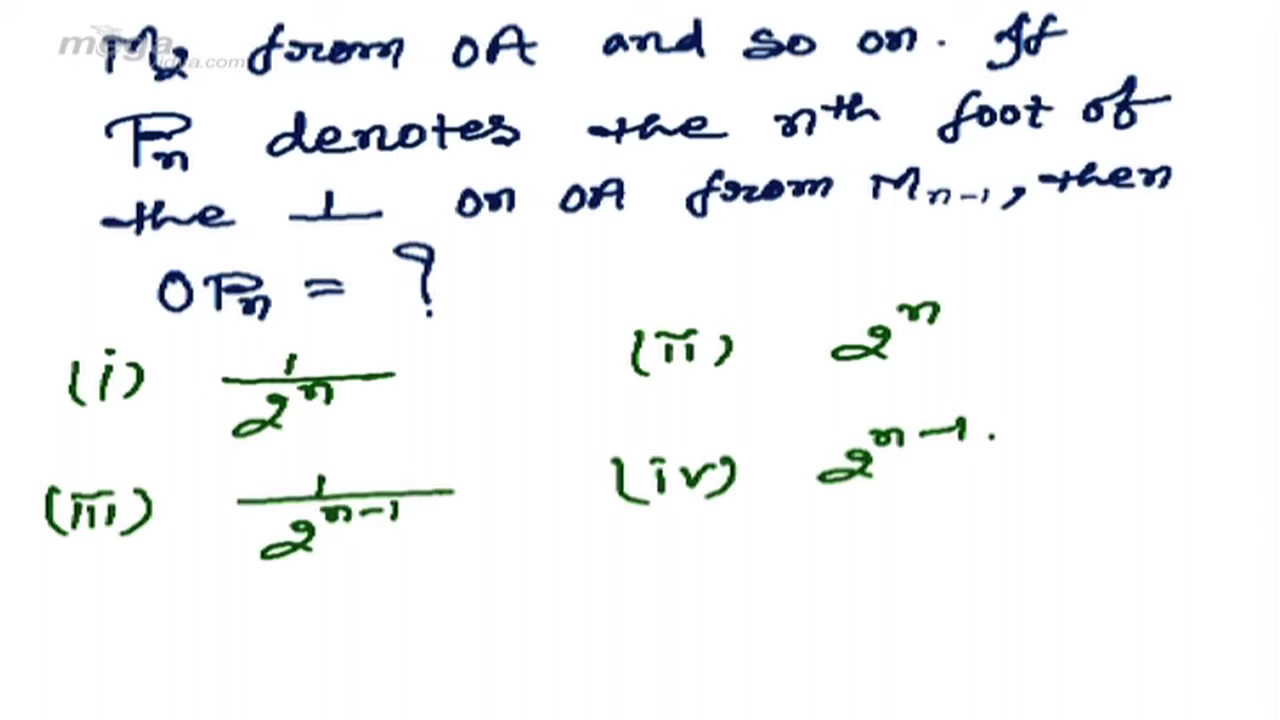 M₂ from OA and so on. If
Pₙ denotes the nth foot of
the ⊥ on OA from Mₙ₋₁, then
OPₙ = ?
(i) 1/2ⁿ (ii) 2ⁿ
(iii) 1/2ⁿ⁻¹ (iv) 2ⁿ⁻¹.